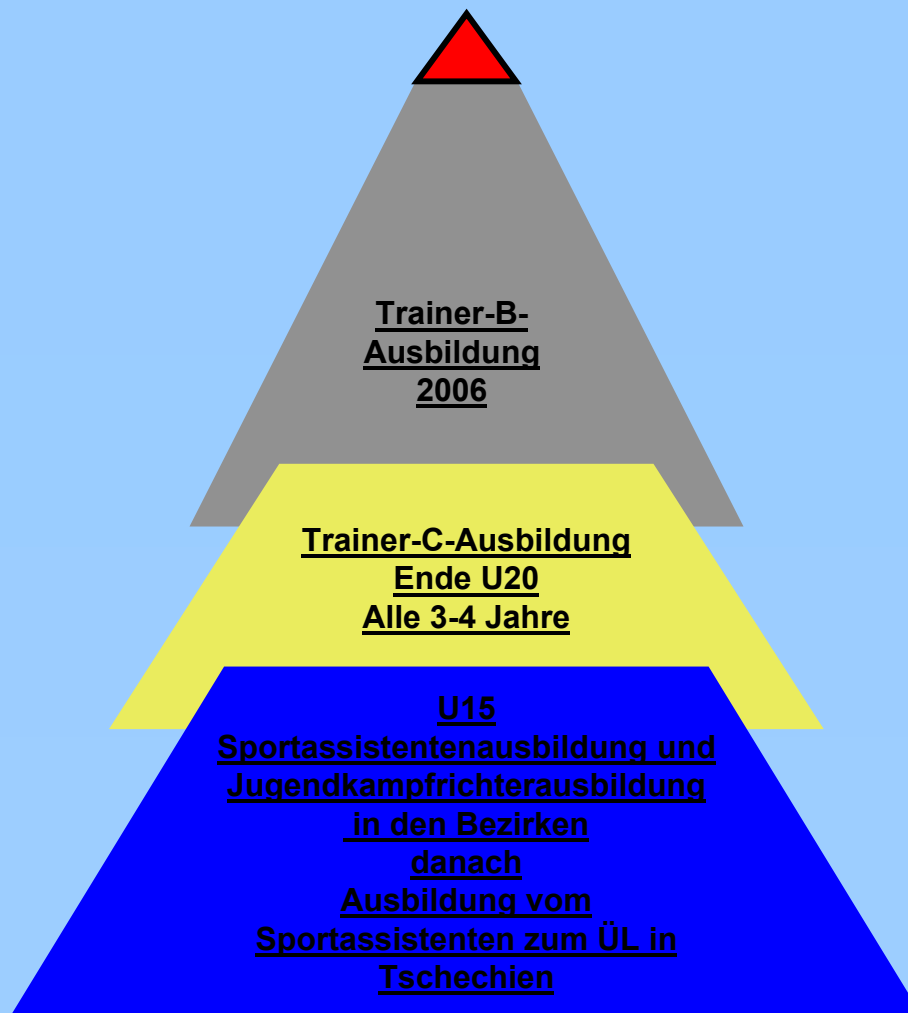 Trainer-B-
Ausbildung
2006
Trainer-C-Ausbildung
Ende U20
Alle 3-4 Jahre
U15
Sportassistentenausbildung und
Jugendkampfrichterausbildung
in den Bezirken
danach
Ausbildung vom
Sportassistenten zum ÜL in
Tschechien